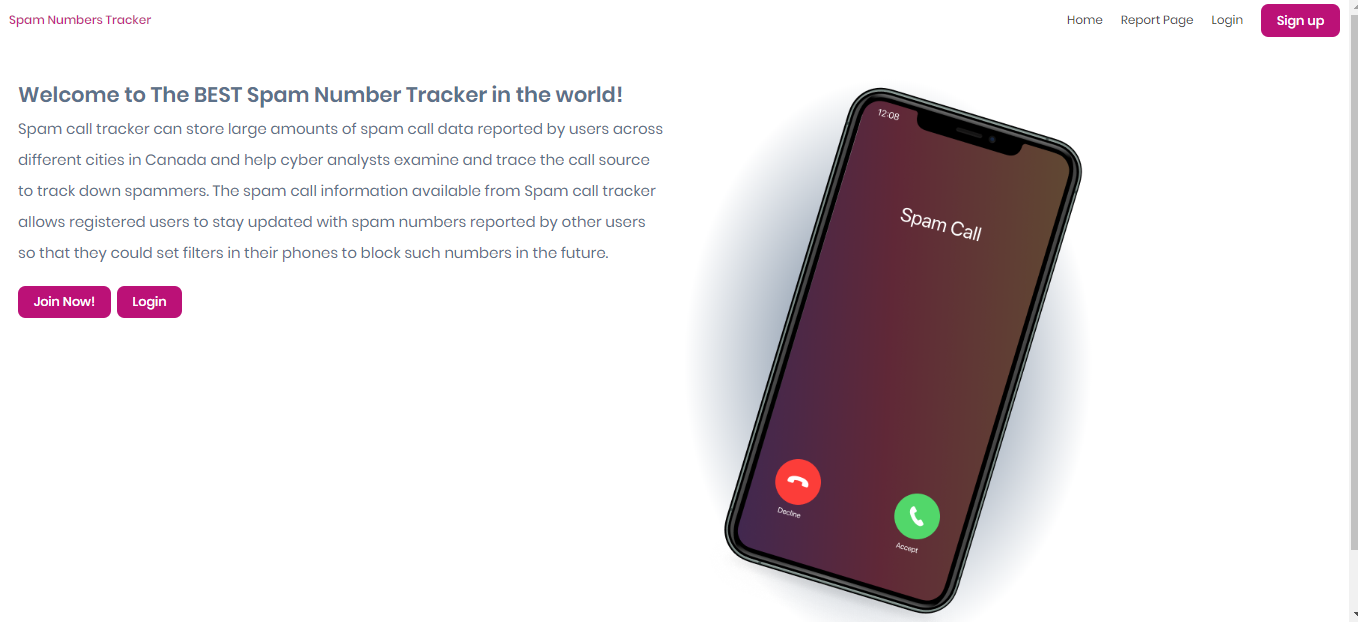 Spam Numbers Tracker
Home
Report Page
Login
Sign up
Welcome to The BEST Spam Number Tracker in the world!
Spam call tracker can store large amounts of spam call data reported by users across
different cities in Canada and help cyber analysts examine and trace the call source
to track down spammers. The spam call information available from Spam call tracker
allows registered users to stay updated with spam numbers reported by other users
so that they could set filters in their phones to block such numbers in the future.
Join Now!
Login
12:08
Spam Call
Decline
Accept